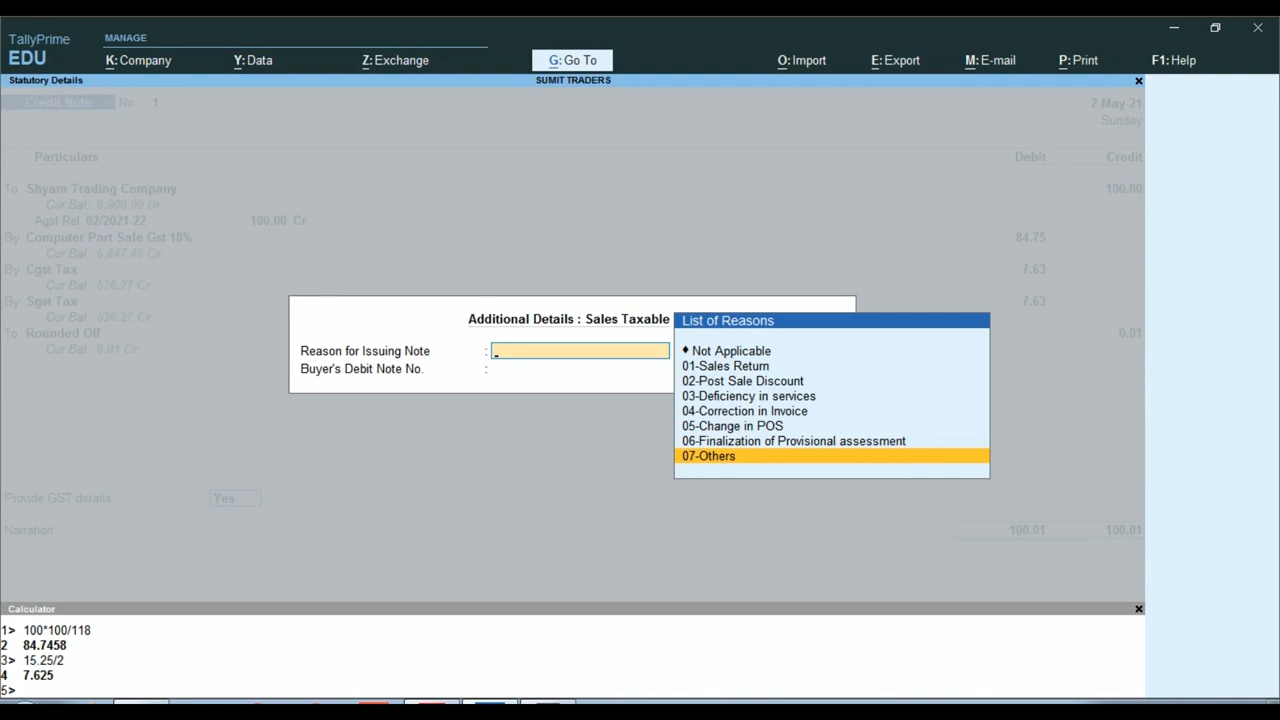 TallyPrime
EDU
MANAGE
K: Company
Y: Data
Z: Exchange
G: Go To
O: Import
E: Export
M: E-mail
P: Print
F1: Help
Statutory Details
SUMIT TRADERS
Credit Note No. 1
2-May-21
Sunday
Particulars Debit Credit
To Shyam Trading Company 100.00
Cur Bal: 5,900.00 Dr
Agst Ref 02/2021-22 100.00 Cr
By Computer Part Sale Gst 18% 84.75
Cur Bal: 5,847.45 Cr
By Cgst Tax 7.63
Cur Bal: 526.27 Cr
By Sgst Tax 7.63
Cur Bal: 526.27 Cr
To Rounded Off 0.01
Cur Bal: 0.01 Cr
Additional Details : Sales Taxable
Reason for Issuing Note :
Buyer's Debit Note No. :
List of Reasons
♦ Not Applicable
01-Sales Return
02-Post Sale Discount
03-Deficiency in services
04-Correction in Invoice
05-Change in POS
06-Finalization of Provisional assessment
07-Others
Provide GST details Yes
Narration 100.01 100.01
Calculator
1> 100*100/118
2 84.7458
3> 15.25/2
4 7.625
5>